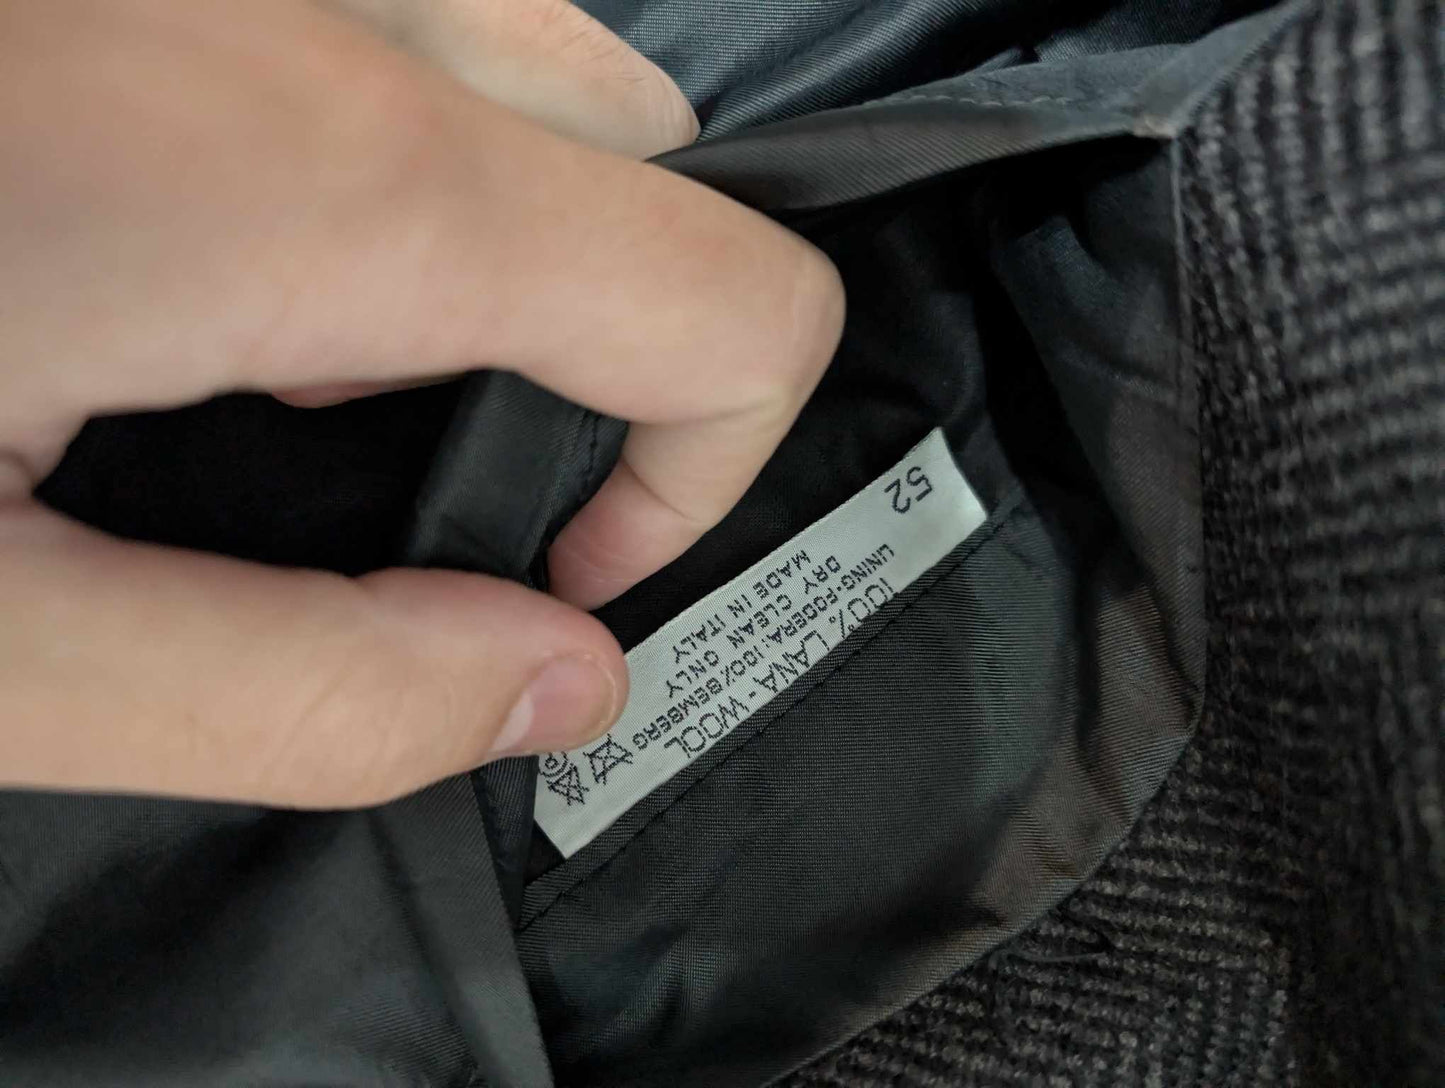 52
100% LANA - WOOL
LINING-FODERA: 100%BEMBERG
DRY CLEAN ONLY
MADE IN ITALY
P